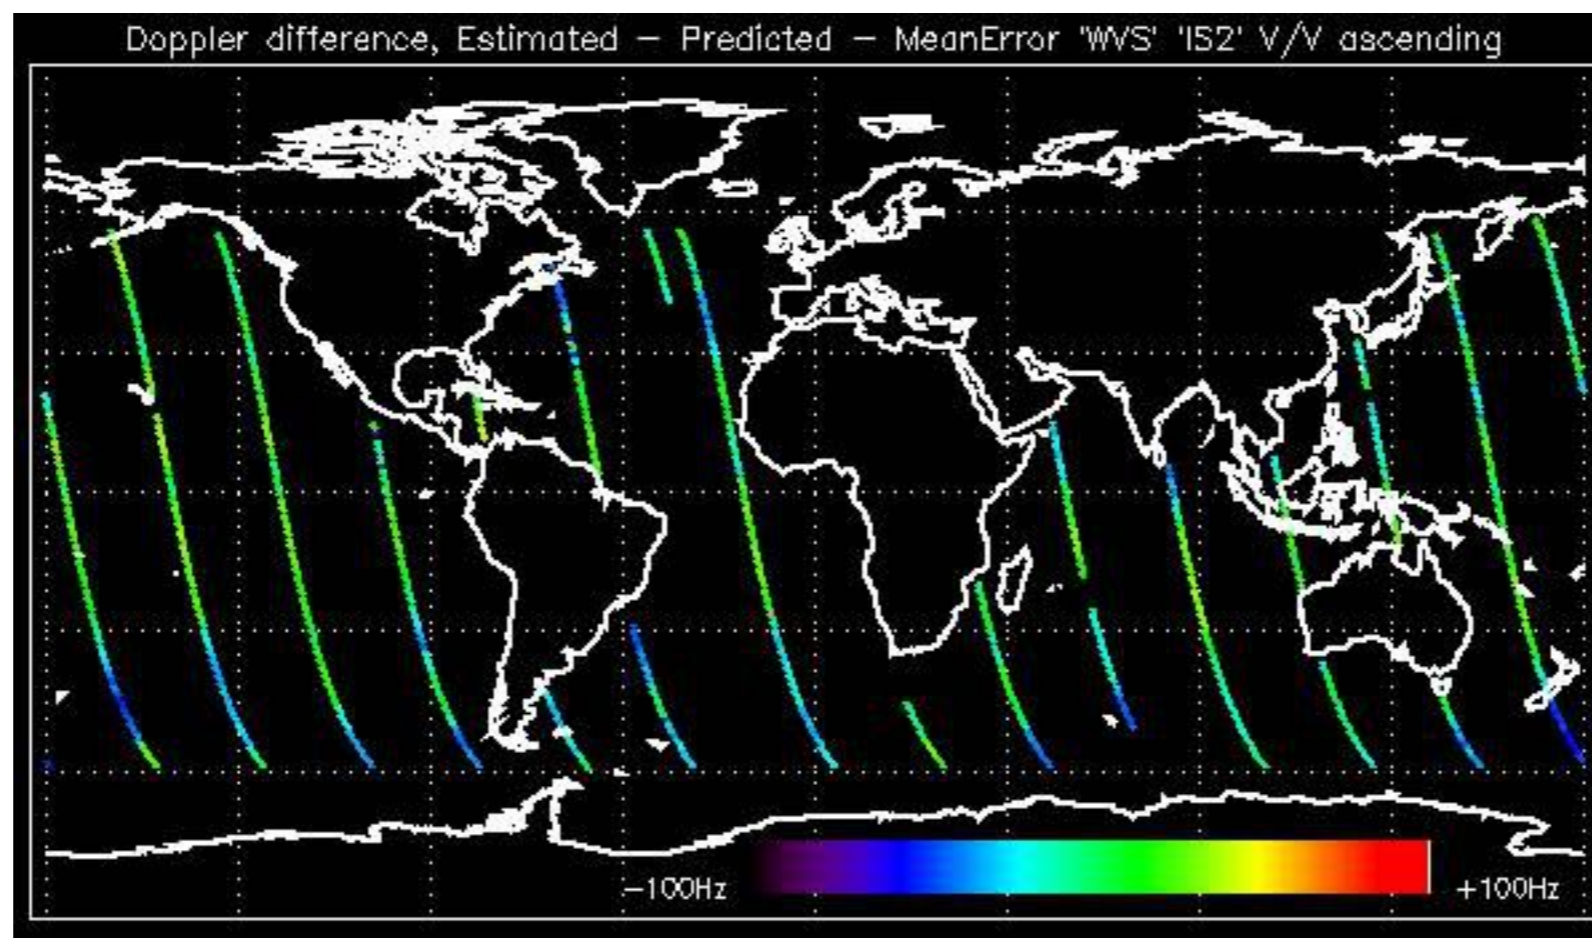 Doppler difference, Estimated – Predicted – MeanError 'WVS' 'IS2' V/V ascending
–100Hz +100Hz